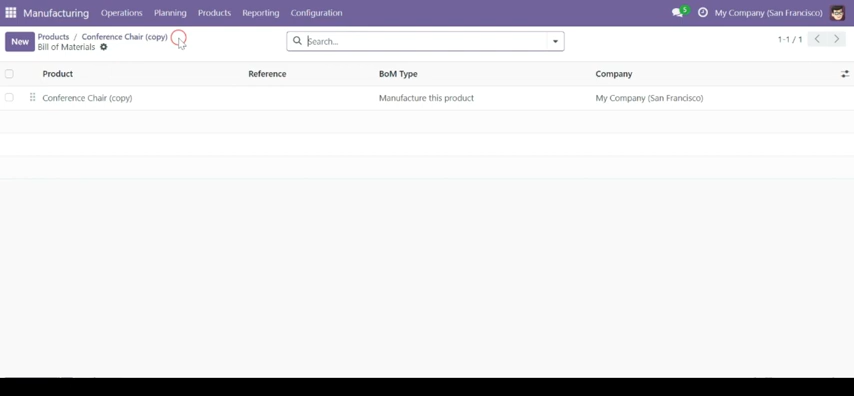 Manufacturing Operations Planning Products Reporting Configuration 5 My Company (San Francisco)
New Products / Conference Chair (copy)
Bill of Materials
Search...
1-1 / 1
Product Reference BoM Type Company
Conference Chair (copy) Manufacture this product My Company (San Francisco)